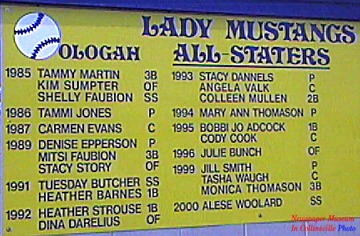 LADY MUSTANGS
OLOGAH ALL-STATERS
1985 TAMMY MARTIN 3B
KIM SUMPTER OF
SHELLY FAUBION SS
1986 TAMMI JONES P
1987 CARMEN EVANS C
1989 DENISE EPPERSON P
MITSI FAUBION 3B
STACY STORY OF
1991 TUESDAY BUTCHER SS
HEATHER BARNES 1B
1992 HEATHER STROUSE 1B
DINA DARELIUS OF
1993 STACY DANNELS P
ANGELA VALK C
COLLEEN MULLEN 2B
1994 MARY ANN THOMASON P
1995 BOBBI JO ADCOCK 1B
CODY COOK C
1996 JULIE BUNCH OF
1999 JILL SMITH P
TASHA WAUGH C
MONICA THOMASON 3B
2000 ALESE WOOLARD SS
Newspaper Museum
In Collinsville Photo